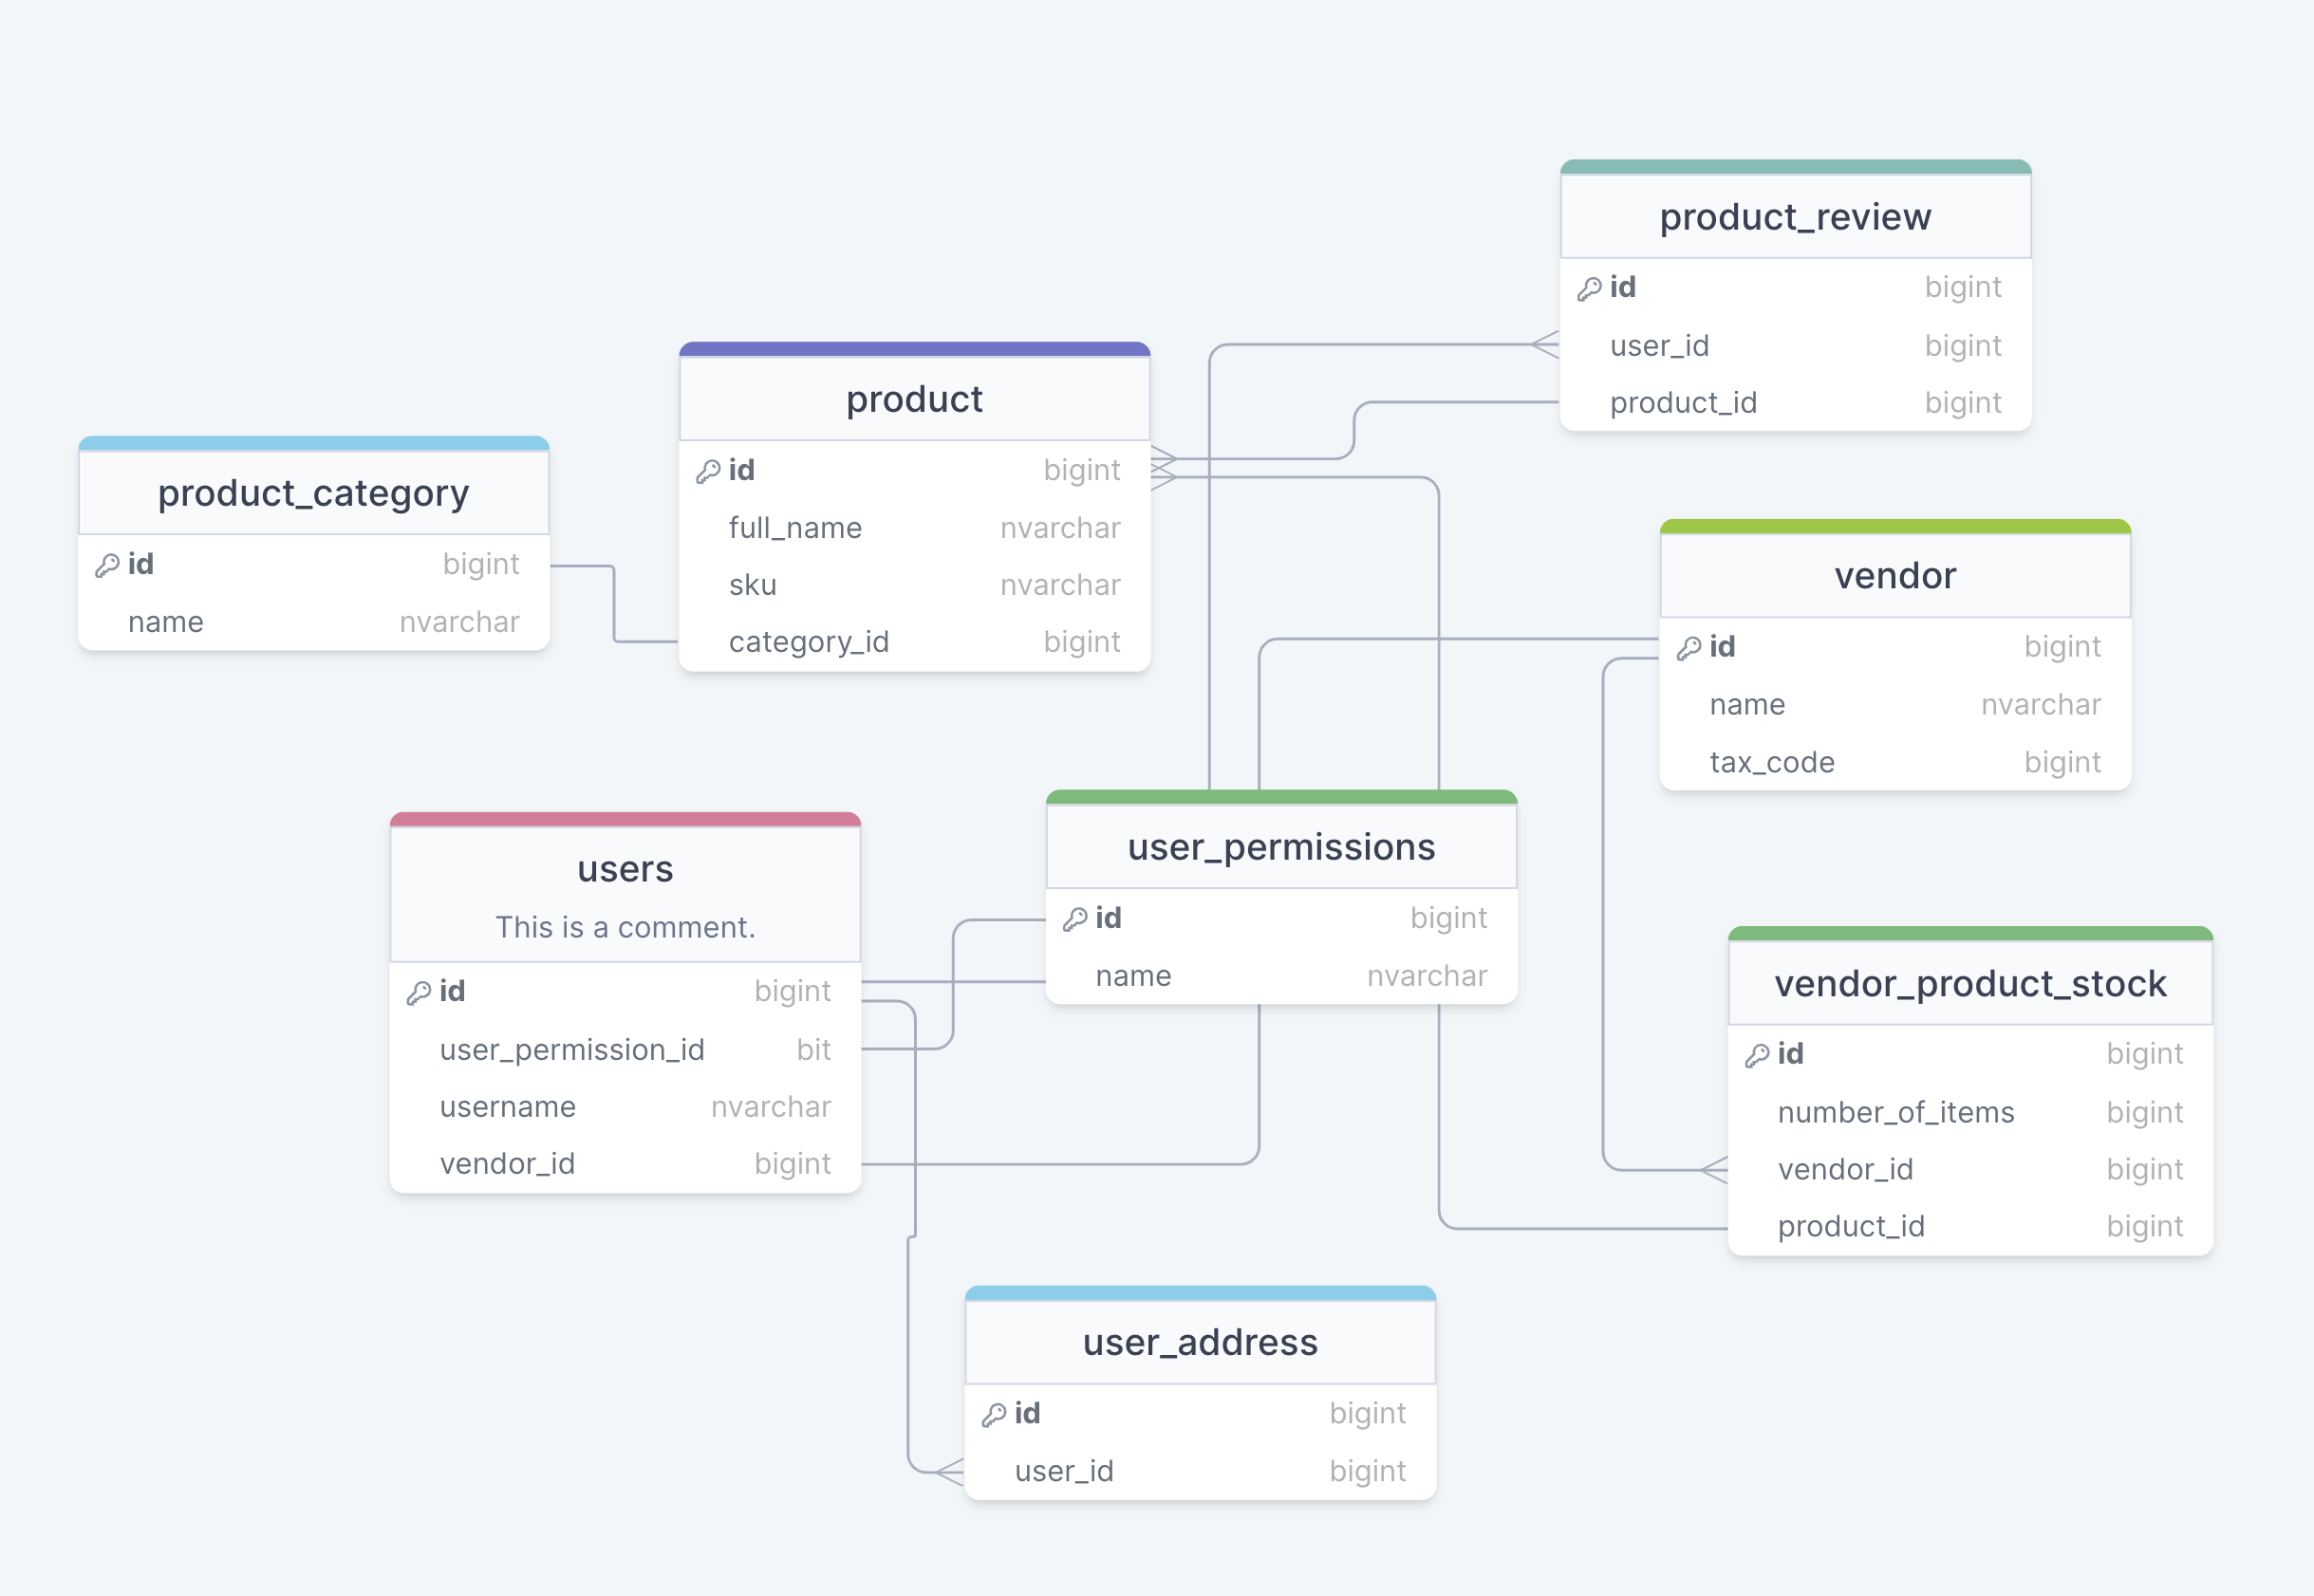 product_review
id bigint
user_id bigint
product_id bigint
product
id bigint
full_name nvarchar
sku nvarchar
category_id bigint
product_category
id bigint
name nvarchar
vendor
id bigint
name nvarchar
tax_code bigint
users
This is a comment.
id bigint
user_permission_id bit
username nvarchar
vendor_id bigint
user_permissions
id bigint
name nvarchar
vendor_product_stock
id bigint
number_of_items bigint
vendor_id bigint
product_id bigint
user_address
id bigint
user_id bigint